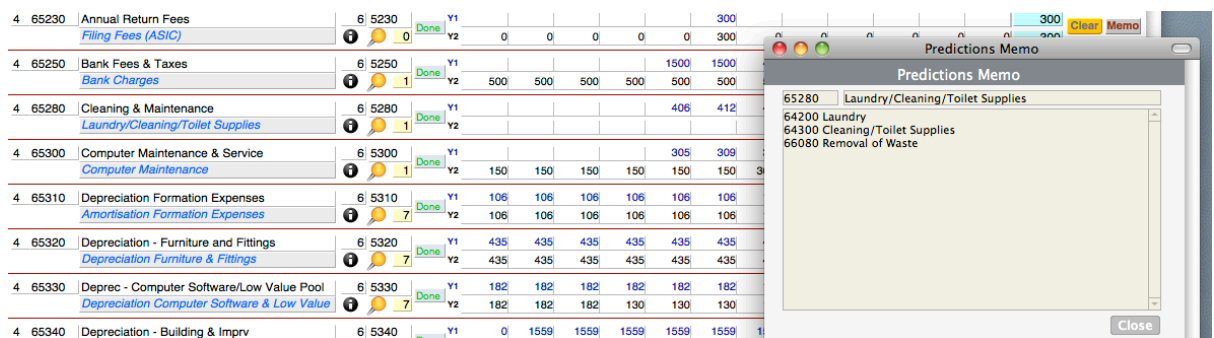 4 65230 Annual Return Fees 6 5230 Done Y1 300 300 Clear Memo
Filing Fees (ASIC) 0 Y2 0 0 0 0 0 300 0 0 0 0 0 0 300
Predictions Memo
4 65250 Bank Fees & Taxes 6 5250 Done Y1 1500 1500
Bank Charges 1 Y2 500 500 500 500 500 500
Predictions Memo
65280 Laundry/Cleaning/Toilet Supplies
4 65280 Cleaning & Maintenance 6 5280 Done Y1 406 412
Laundry/Cleaning/Toilet Supplies 1 Y2
64200 Laundry
64300 Cleaning/Toilet Supplies
66080 Removal of Waste
4 65300 Computer Maintenance & Service 6 5300 Done Y1 305 309
Computer Maintenance 1 Y2 150 150 150 150 150 150
4 65310 Depreciation Formation Expenses 6 5310 Done Y1 106 106 106 106 106 106
Amortisation Formation Expenses 7 Y2 106 106 106 106 106 106
4 65320 Depreciation - Furniture and Fittings 6 5320 Done Y1 435 435 435 435 435 435
Depreciation Furniture & Fittings 7 Y2 435 435 435 435 435 435
4 65330 Deprec - Computer Software/Low Value Pool 6 5330 Done Y1 182 182 182 182 182 182
Depreciation Computer Software & Low Value 7 Y2 182 182 182 130 130 130
4 65340 Depreciation - Building & Imprv 6 5340 Y1 0 1559 1559 1559 1559 1559
Close